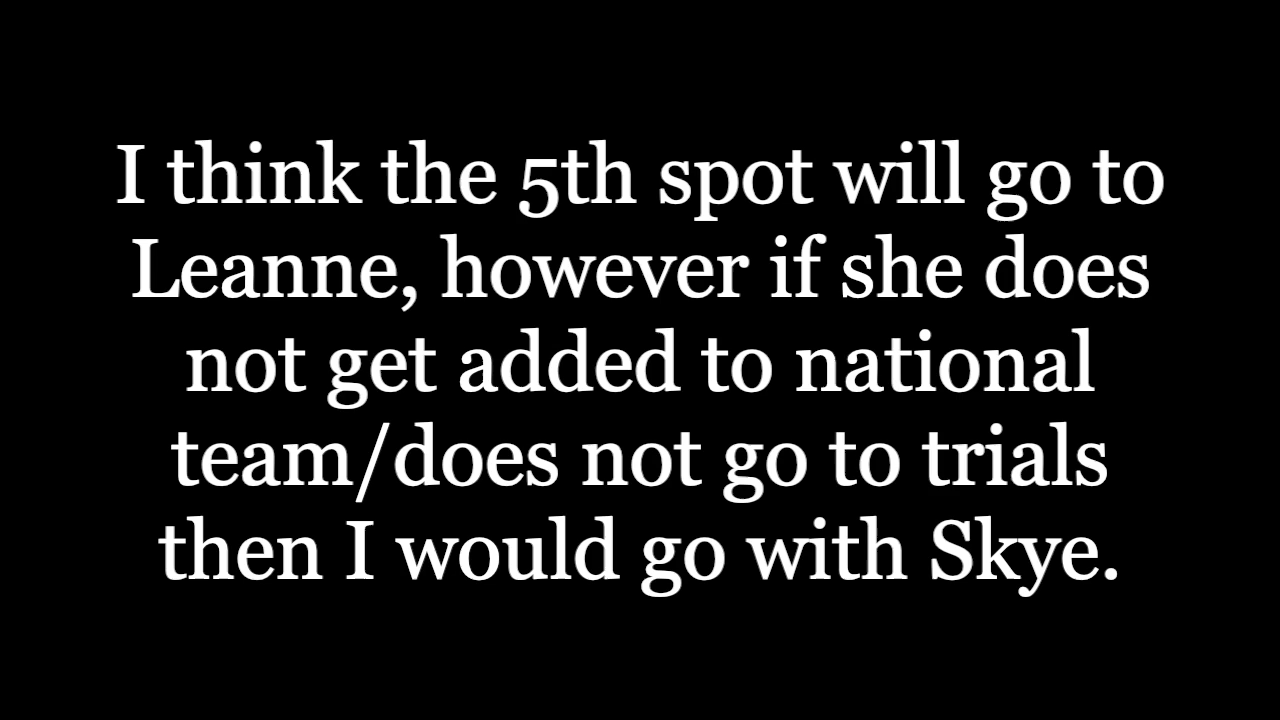 I think the 5th spot will go to
Leanne, however if she does
not get added to national
team/does not go to trials
then I would go with Skye.